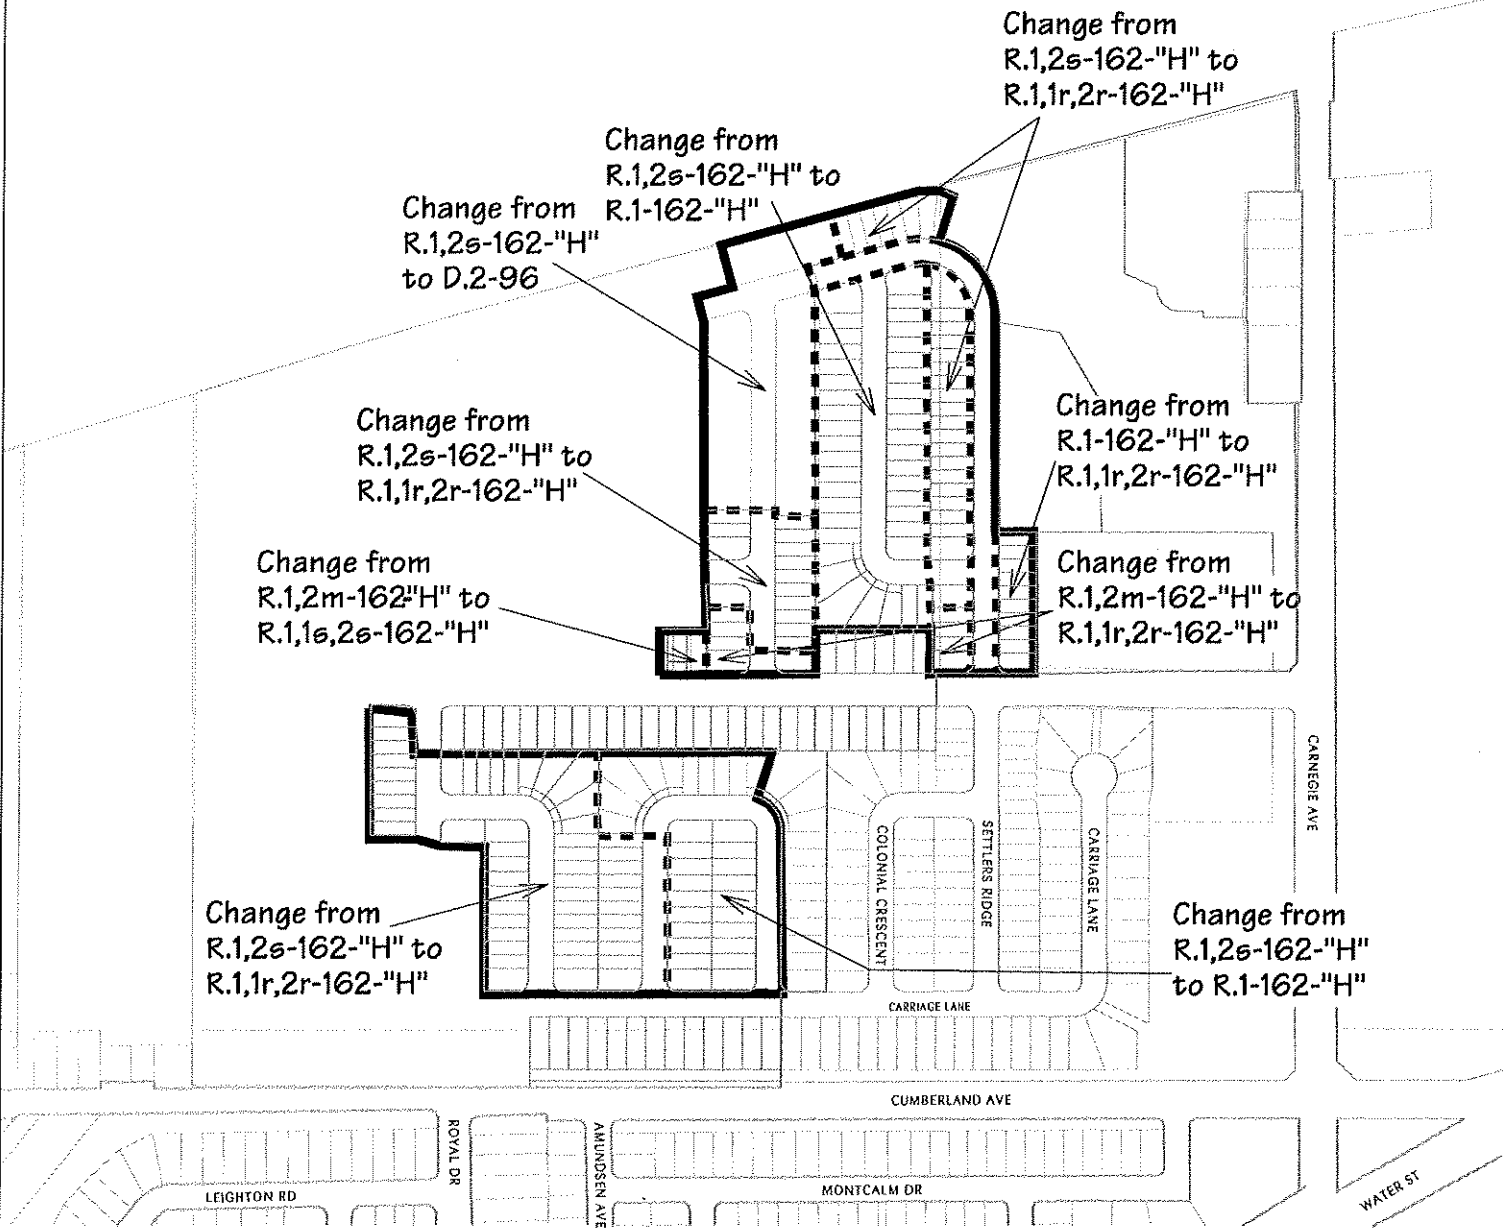 Change from
R.1,2s-162-"H" to
R.1,1r,2r-162-"H"
Change from
R.1,2s-162-"H" to
R.1-162-"H"
Change from
R.1,2s-162-"H"
to D.2-96
Change from
R.1,2s-162-"H" to
R.1,1r,2r-162-"H"
Change from
R.1-162-"H" to
R.1,1r,2r-162-"H"
Change from
R.1,2m-162-"H" to
R.1,1s,2s-162-"H"
Change from
R.1,2m-162-"H" to
R.1,1r,2r-162-"H"
CARNEGIE AVE
COLONIAL CRESCENT
SETTLERS RIDGE
CARRIAGE LANE
Change from
R.1,2s-162-"H" to
R.1,1r,2r-162-"H"
Change from
R.1,2s-162-"H"
to R.1-162-"H"
CARRIAGE LANE
CUMBERLAND AVE
ROYAL DR
AMUNDSEN AVE
LEIGHTON RD
MONTCALM DR
WATER ST